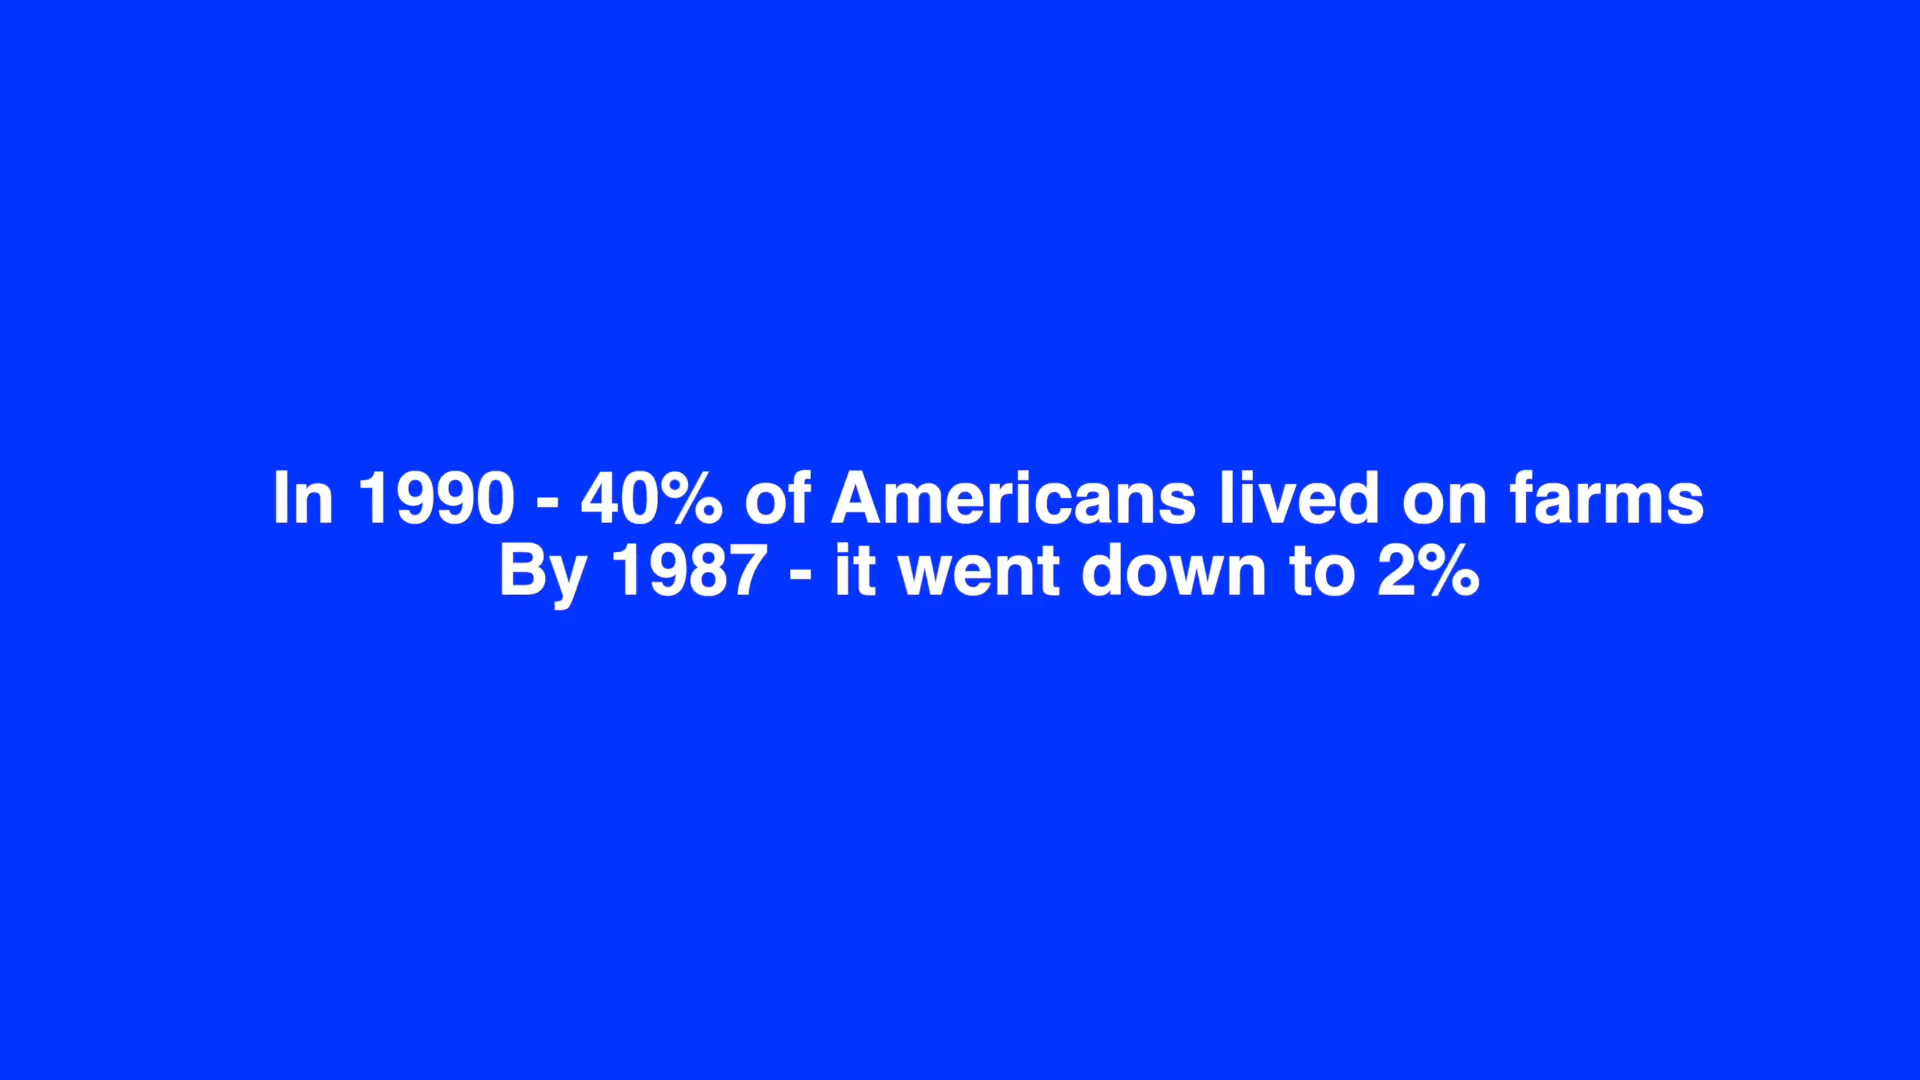 In 1990 - 40% of Americans lived on farms
By 1987 - it went down to 2%